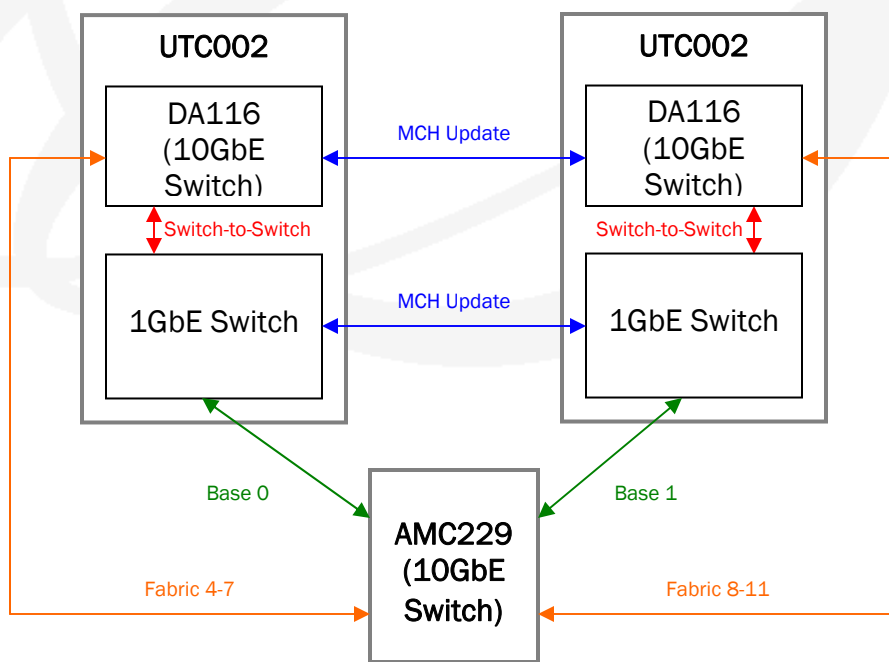 UTC002
UTC002
DA116
(10GbE
Switch)
MCH Update
DA116
(10GbE
Switch)
Switch-to-Switch
Switch-to-Switch
1GbE Switch
MCH Update
1GbE Switch
Base 0
Base 1
AMC229
(10GbE
Switch)
Fabric 4-7
Fabric 8-11